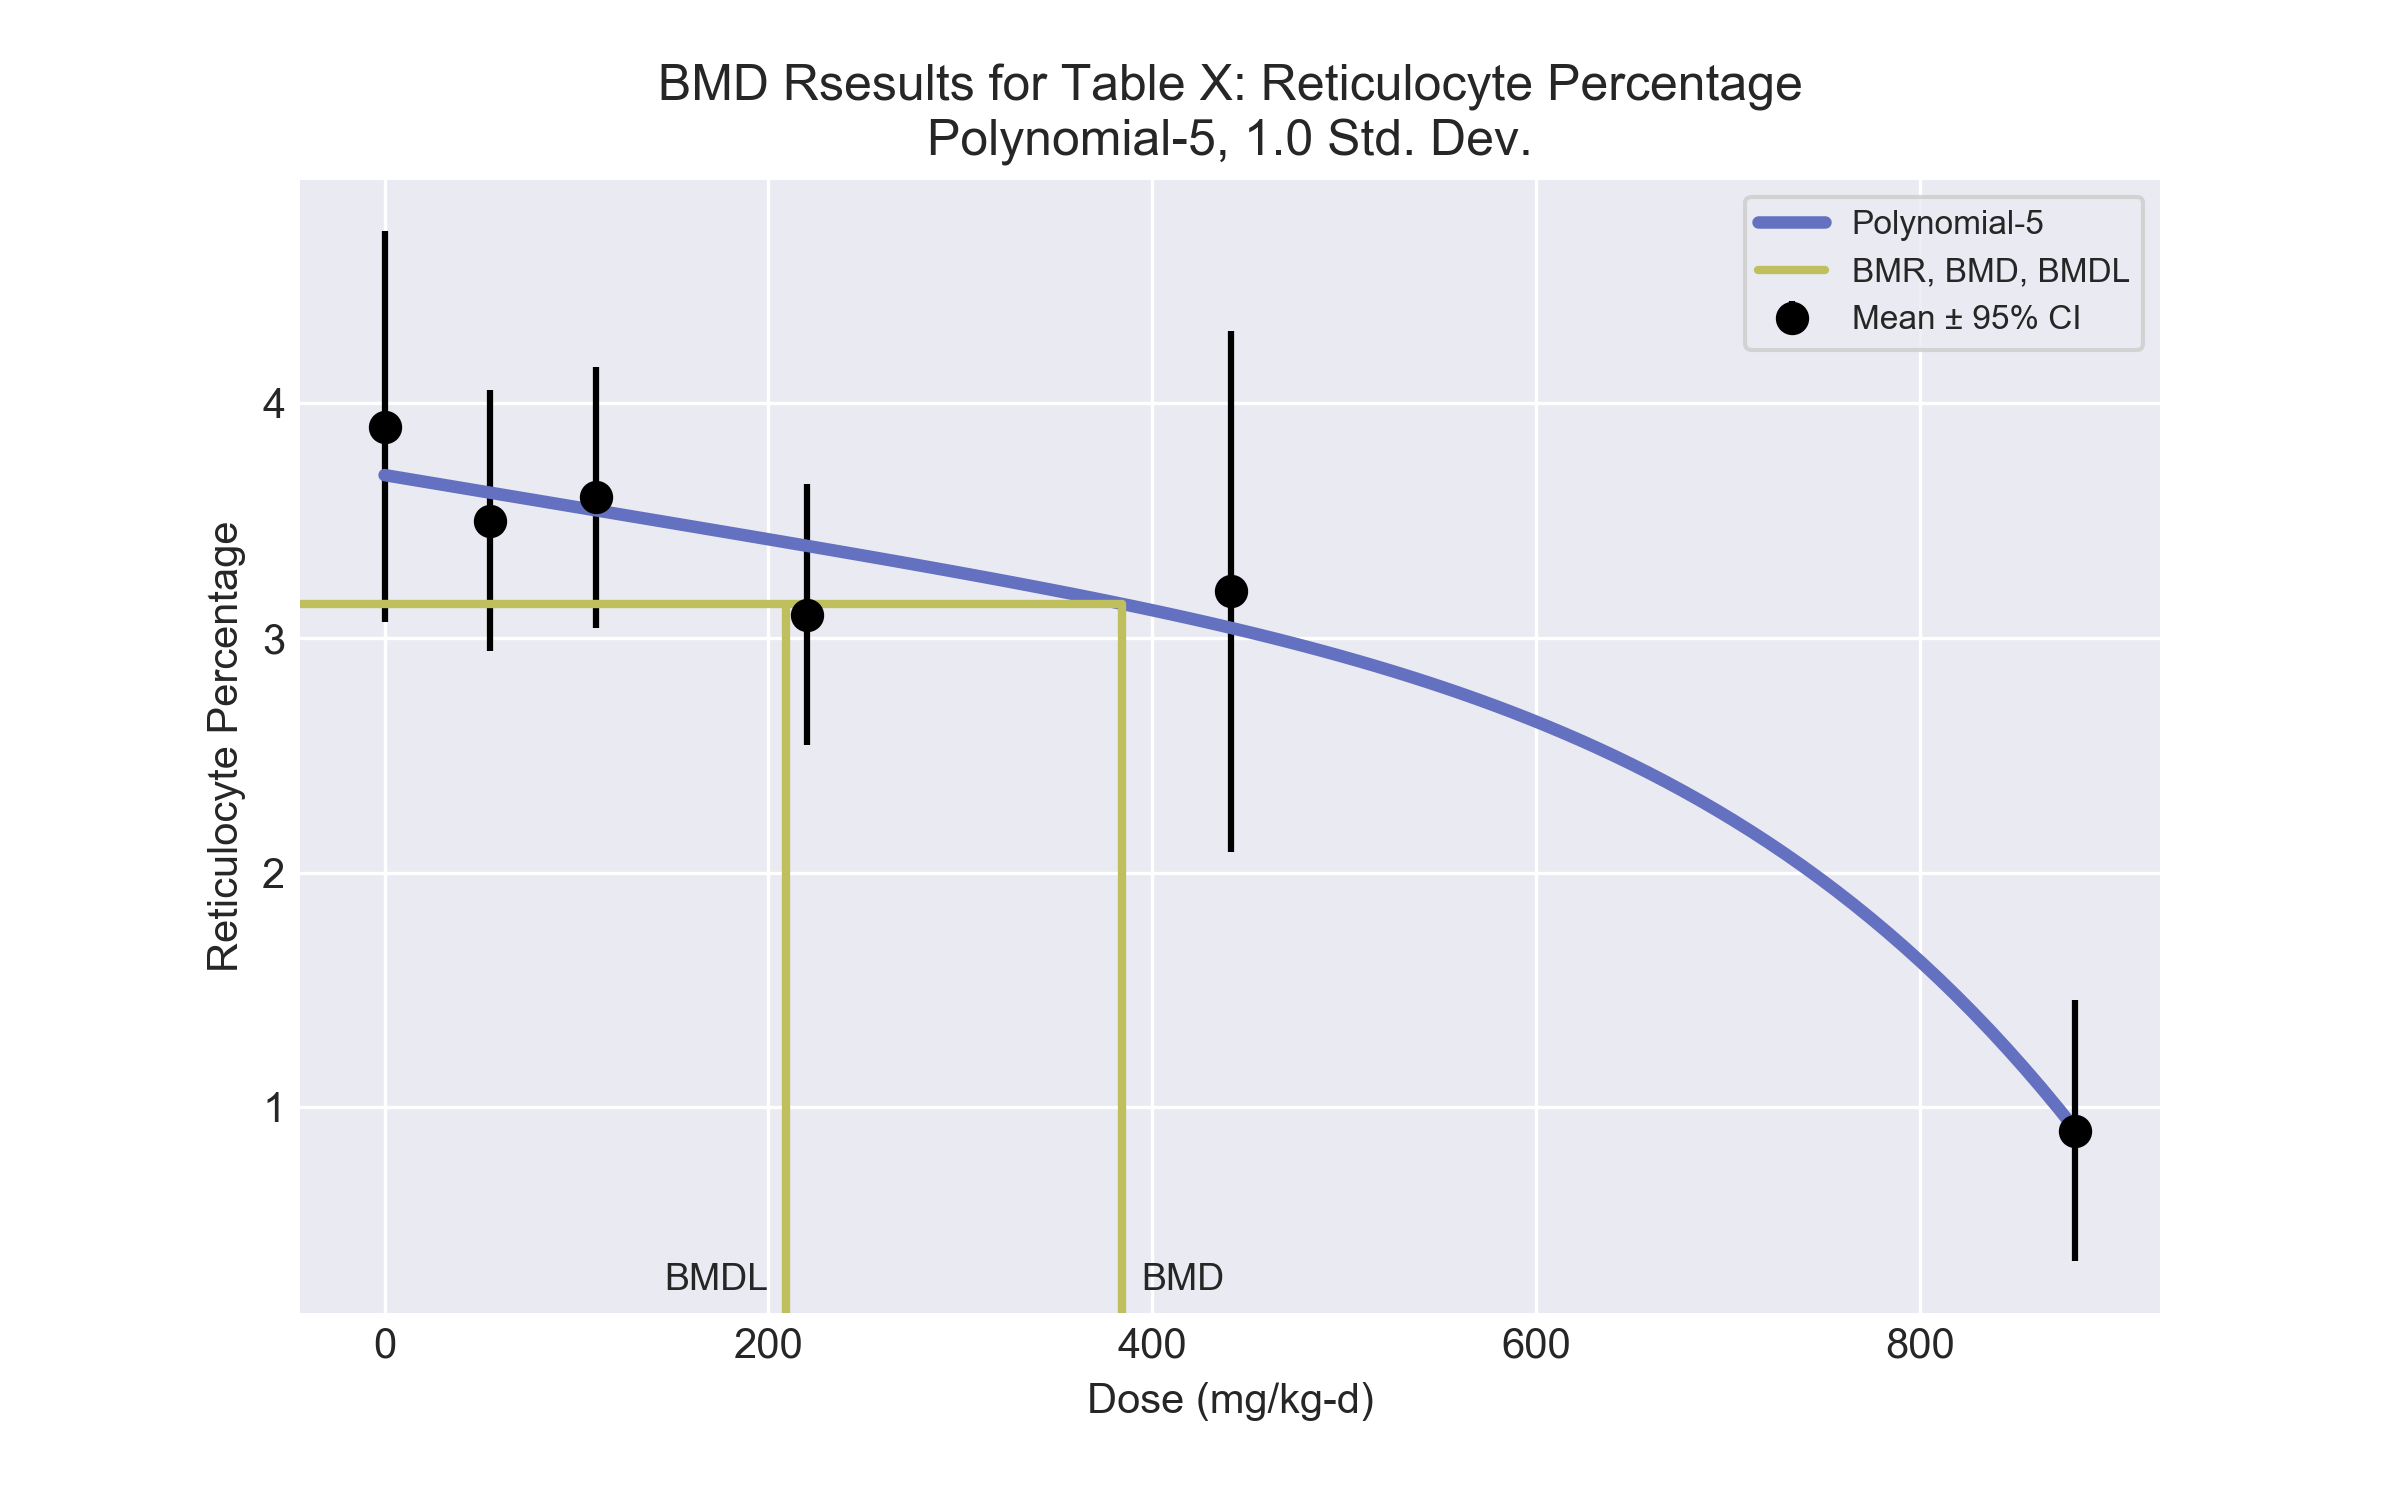 BMD Rsesults for Table X: Reticulocyte Percentage
Polynomial-5, 1.0 Std. Dev.
Polynomial-5
BMR, BMD, BMDL
Mean ± 95% CI
Reticulocyte Percentage
4
3
2
1
BMDL
BMD
0
200
400
600
800
Dose (mg/kg-d)